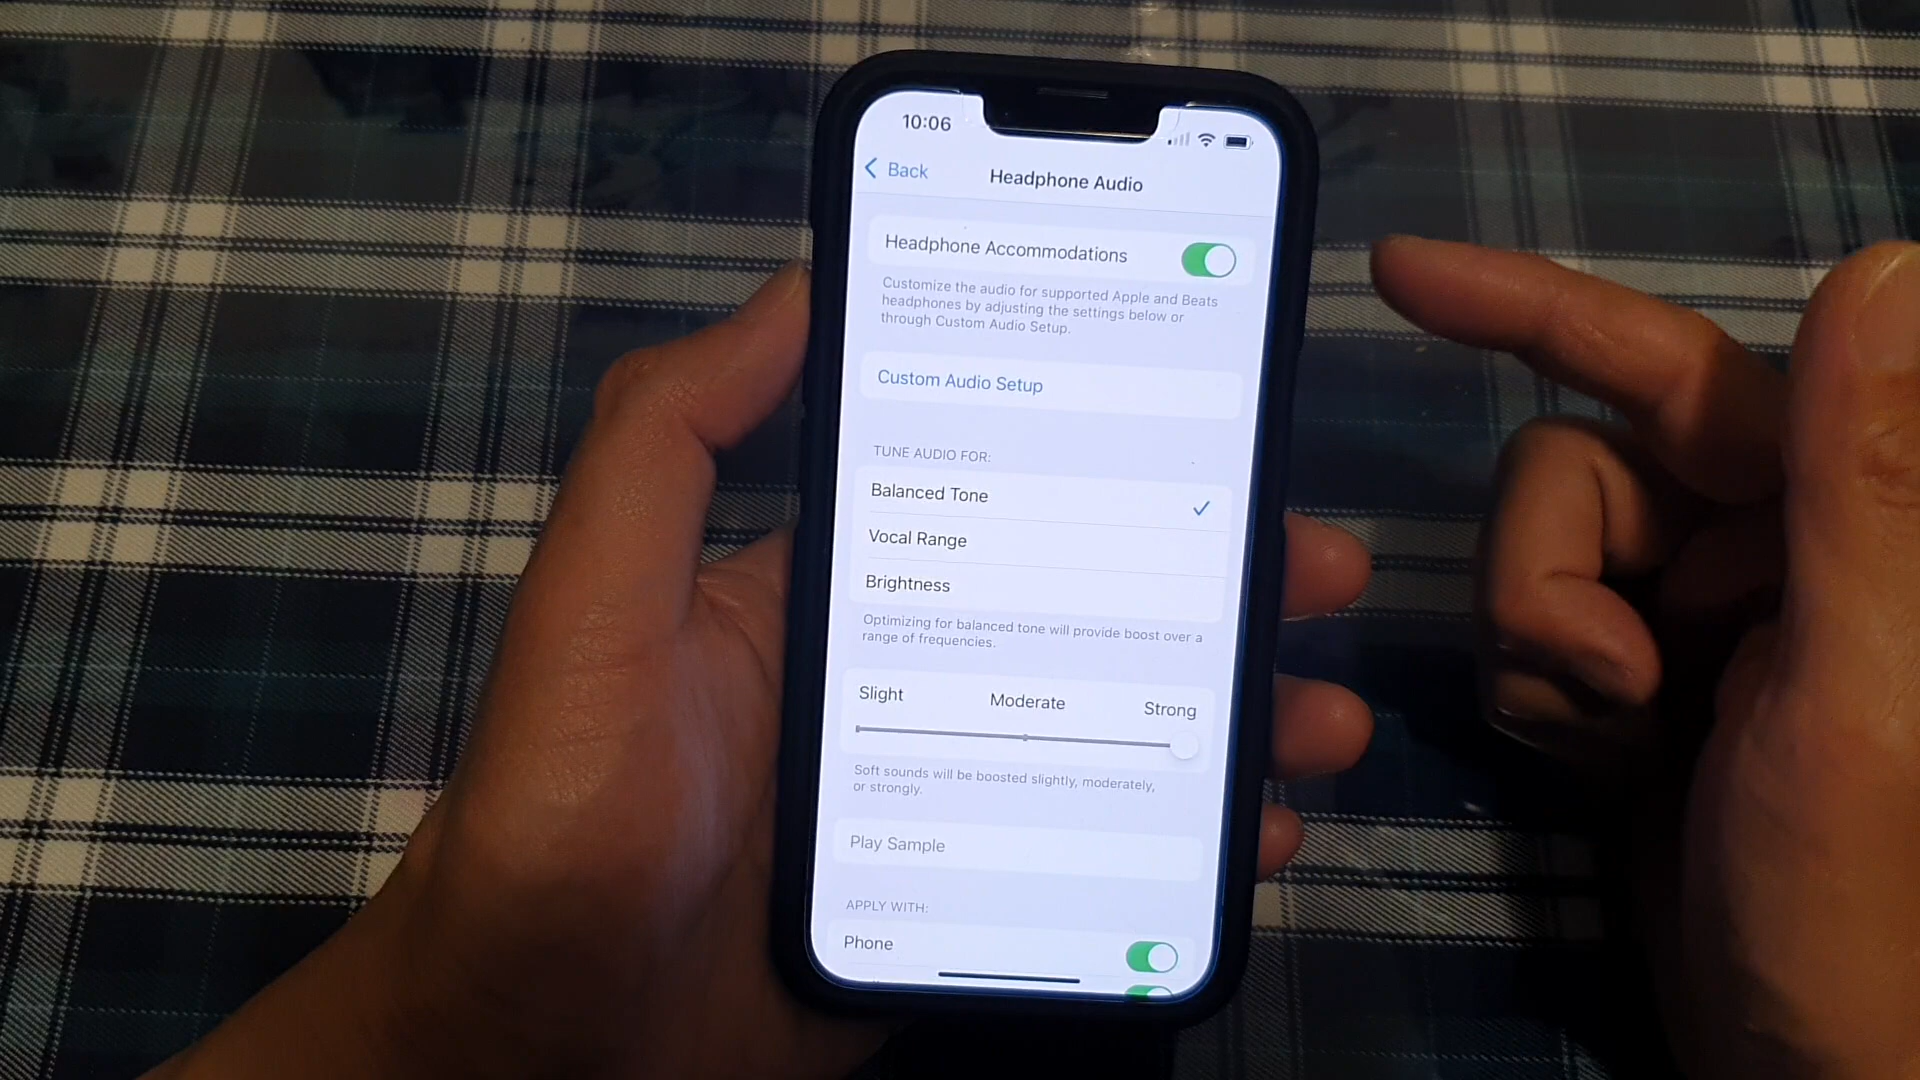 10:06
Back
Headphone Audio
Headphone Accommodations
Customize the audio for supported Apple and Beats
headphones by adjusting the settings below or
through Custom Audio Setup.
Custom Audio Setup
TUNE AUDIO FOR:
Balanced Tone
Vocal Range
Brightness
Optimizing for balanced tone will provide boost over a
range of frequencies.
Slight Moderate Strong
Soft sounds will be boosted slightly, moderately,
or strongly.
Play Sample
APPLY WITH:
Phone